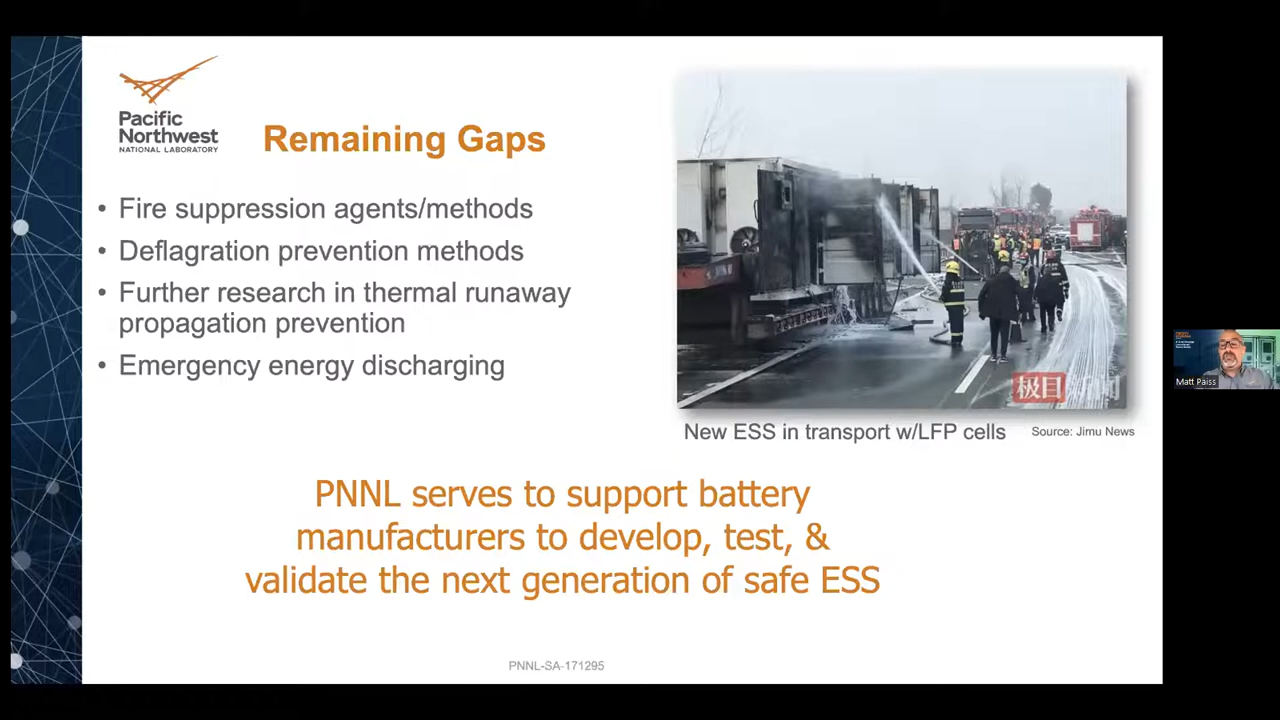 Pacific
Northwest
NATIONAL LABORATORY
Remaining Gaps
• Fire suppression agents/methods
• Deflagration prevention methods
• Further research in thermal runaway
propagation prevention
• Emergency energy discharging
极目新闻
New ESS in transport w/LFP cells
Source: Jimu News
PNNL serves to support battery
manufacturers to develop, test, &
validate the next generation of safe ESS
PNNL-SA-171295
Matt Paiss